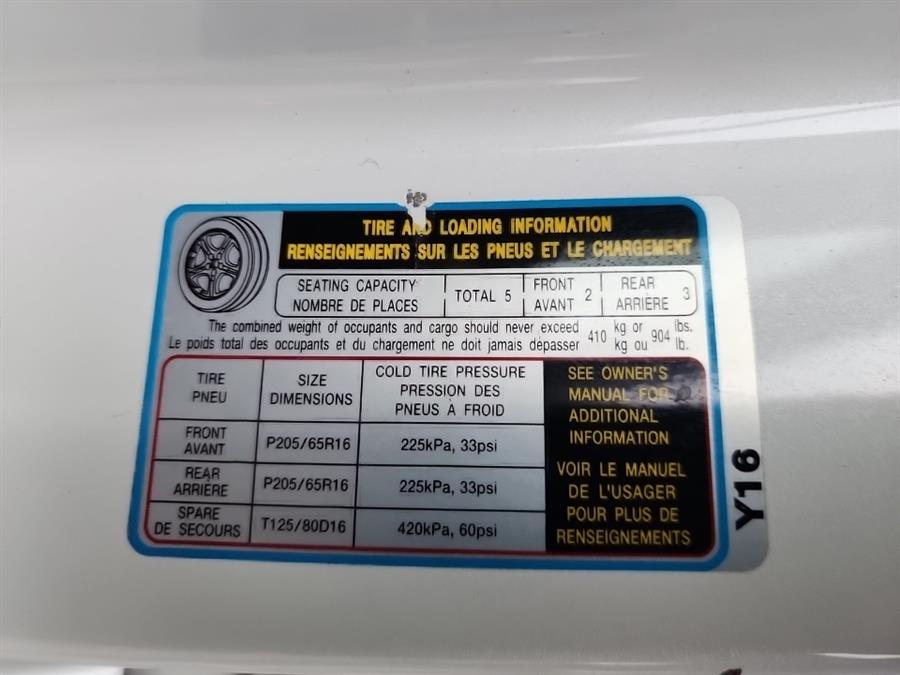 TIRE AND LOADING INFORMATION
RENSEIGNEMENTS SUR LES PNEUS ET LE CHARGEMENT
SEATING CAPACITY
NOMBRE DE PLACES
TOTAL 5
FRONT
AVANT
2
REAR
ARRIÈRE
3
The combined weight of occupants and cargo should never exceed 410 kg or 904 lbs.
Le poids total des occupants et du chargement ne doit jamais dépasser kg ou lb.
TIRE
PNEU
SIZE
DIMENSIONS
COLD TIRE PRESSURE
PRESSION DES
PNEUS À FROID
FRONT
AVANT
P205/65R16
225kPa, 33psi
REAR
ARRIÈRE
P205/65R16
225kPa, 33psi
SPARE
DE SECOURS
T125/80D16
420kPa, 60psi
SEE OWNER'S
MANUAL FOR
ADDITIONAL
INFORMATION
VOIR LE MANUEL
DE L'USAGER
POUR PLUS DE
RENSEIGNEMENTS
Y16